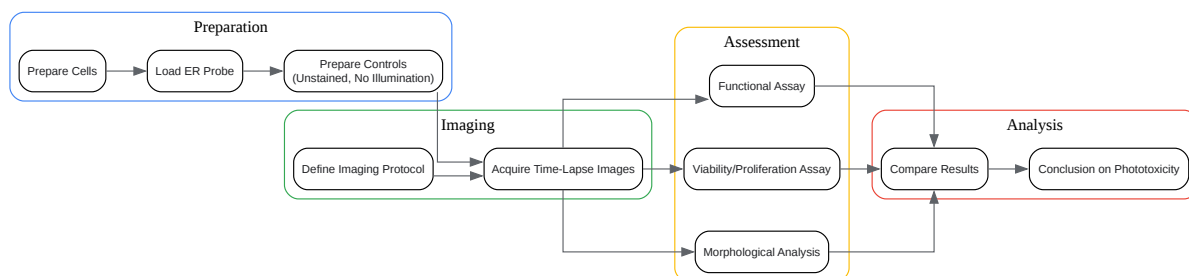 Preparation
Prepare Cells
Load ER Probe
Prepare Controls
(Unstained, No Illumination)
Imaging
Define Imaging Protocol
Acquire Time-Lapse Images
Assessment
Functional Assay
Viability/Proliferation Assay
Morphological Analysis
Analysis
Compare Results
Conclusion on Phototoxicity